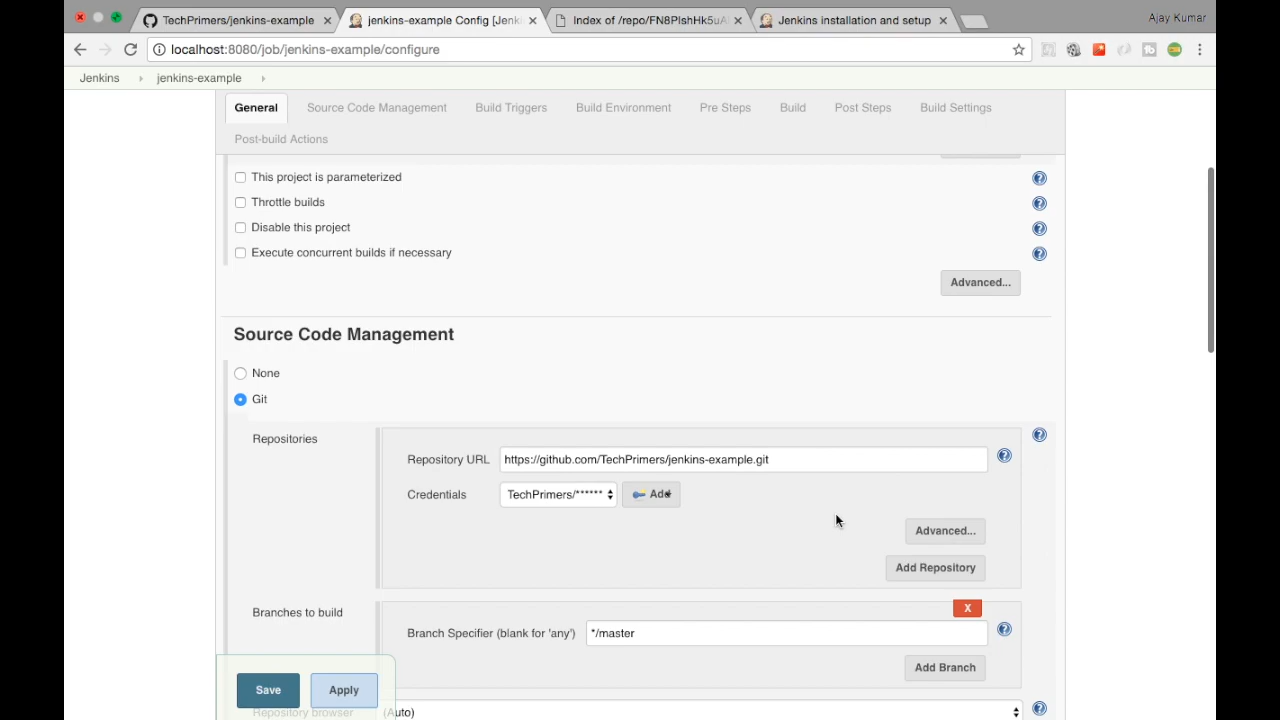 TechPrimers/jenkins-example
jenkins-example Config [Jenki
Index of /repo/FN8PlshHk5uA
Jenkins installation and setup
Ajay Kumar
localhost:8080/job/jenkins-example/configure
Jenkins
jenkins-example
General
Source Code Management
Build Triggers
Build Environment
Pre Steps
Build
Post Steps
Build Settings
Post-build Actions
This project is parameterized
Throttle builds
Disable this project
Execute concurrent builds if necessary
Advanced...
Source Code Management
None
Git
Repositories
Repository URL
https://github.com/TechPrimers/jenkins-example.git
Credentials
TechPrimers/******
Add
Advanced...
Add Repository
Branches to build
X
Branch Specifier (blank for 'any')
*/master
Add Branch
Save
Apply
Repository browser
(Auto)